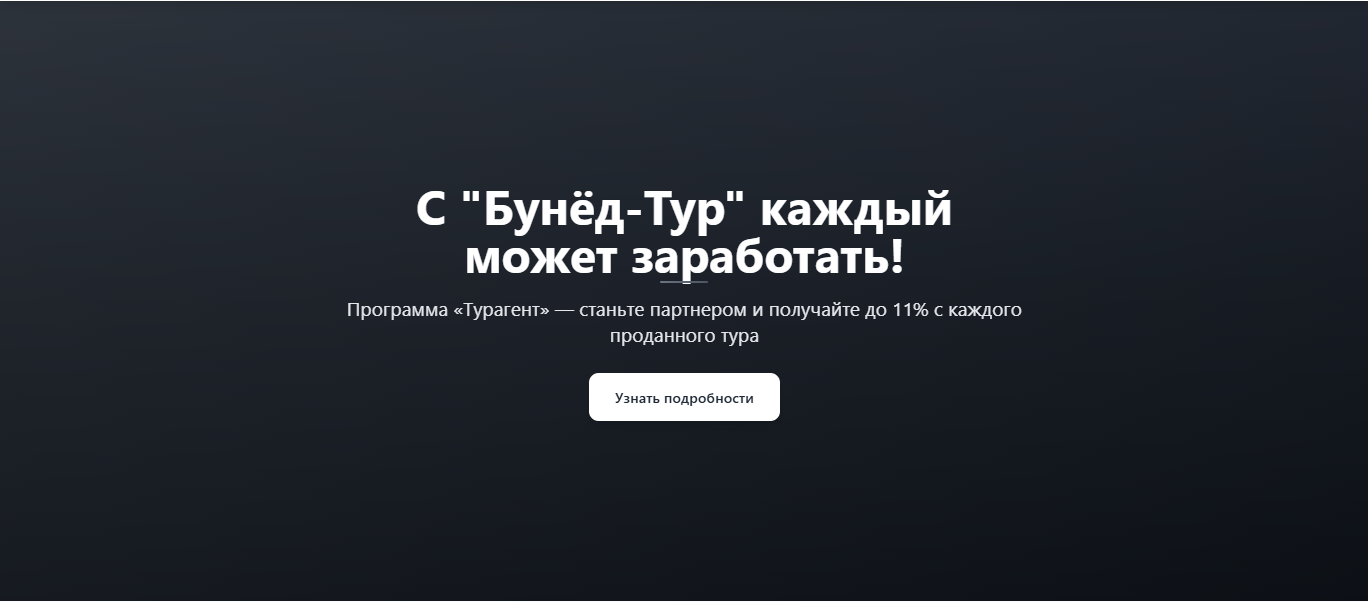 С "Бунёд-Тур" каждый
может заработать!
Программа «Турагент» — станьте партнером и получайте до 11% с каждого
проданного тура
Узнать подробности